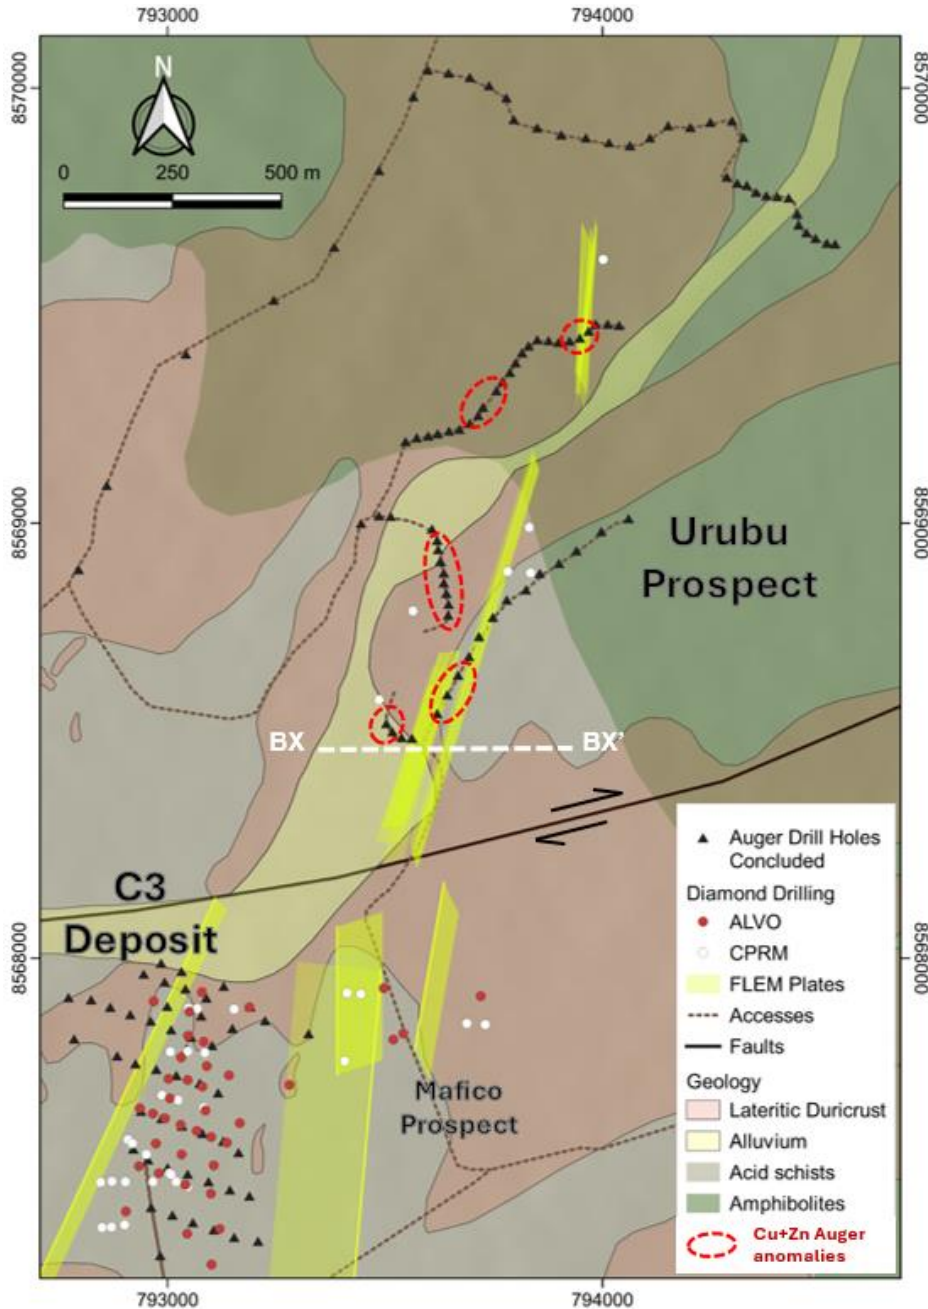 793000
794000
8570000
8570000
N
0
250
500 m
8569000
8569000
Urubu
Prospect
BX
BX'
C3
Deposit
8568000
8568000
Mafico
Prospect
Auger Drill Holes
Concluded
Diamond Drilling
ALVO
CPRM
FLEM Plates
Accesses
Faults
Geology
Lateritic Duricrust
Alluvium
Acid schists
Amphibolites
Cu+Zn Auger
anomalies
793000
794000